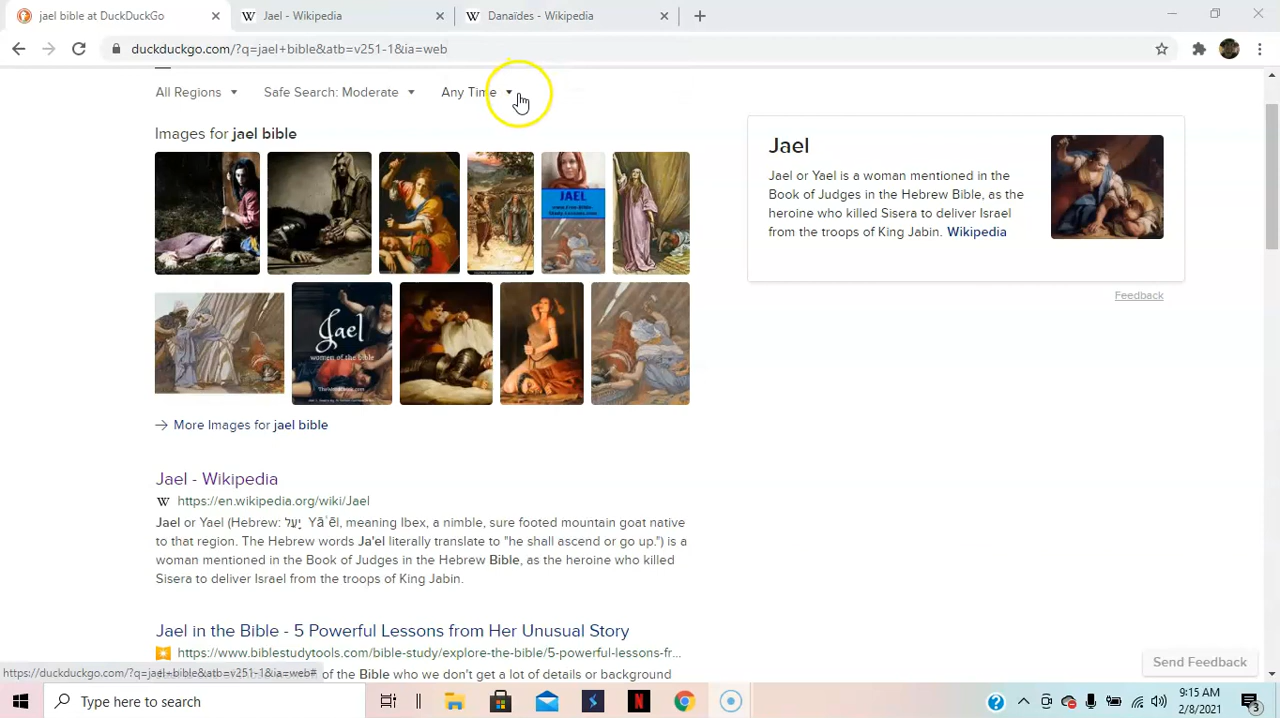 jael bible at DuckDuckGo
Jael - Wikipedia
Danaïdes - Wikipedia
duckduckgo.com/?q=jael+bible&atb=v251-1&ia=web
All Regions
Safe Search: Moderate
Any Time
Images for jael bible
JAEL
Jael
women of the bible
More Images for jael bible
Jael
Jael or Yael is a woman mentioned in the
Book of Judges in the Hebrew Bible, as the
heroine who killed Sisera to deliver Israel
from the troops of King Jabin. Wikipedia
Feedback
Jael - Wikipedia
W https://en.wikipedia.org/wiki/Jael
Jael or Yael (Hebrew: יָעֵל Yāʿēl, meaning Ibex, a nimble, sure footed mountain goat native
to that region. The Hebrew words Ja'el literally translate to "he shall ascend or go up.") is a
woman mentioned in the Book of Judges in the Hebrew Bible, as the heroine who killed
Sisera to deliver Israel from the troops of King Jabin.
Jael in the Bible - 5 Powerful Lessons from Her Unusual Story
https://www.biblestudytools.com/bible-study/explore-the-bible/5-powerful-lessons-fr...
of the Bible who we don't get a lot of details or background
https://duckduckgo.com/?q=jael+bible&atb=v251-1&ia=web#
Send Feedback
Type here to search
9:15 AM
2/8/2021
3